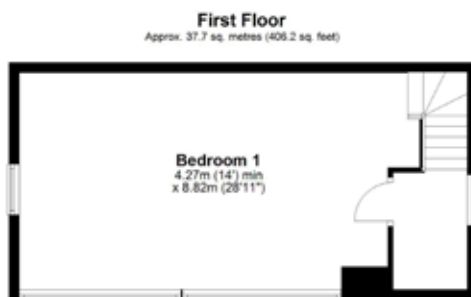 First Floor
Approx. 37.7 sq. metres (406.2 sq. feet)
Bedroom 1
4.27m (14') min
x 8.82m (28'11")